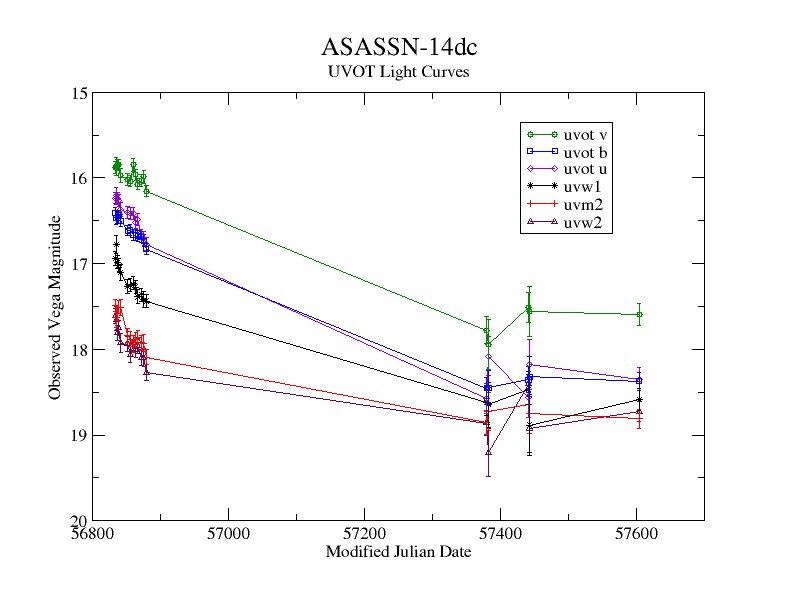 ASASSN-14dc
UVOT Light Curves
15
16
17
18
19
20
Observed Vega Magnitude
uvot v
uvot b
uvot u
uvw1
uvm2
uvw2
56800
57000
57200
57400
57600
Modified Julian Date